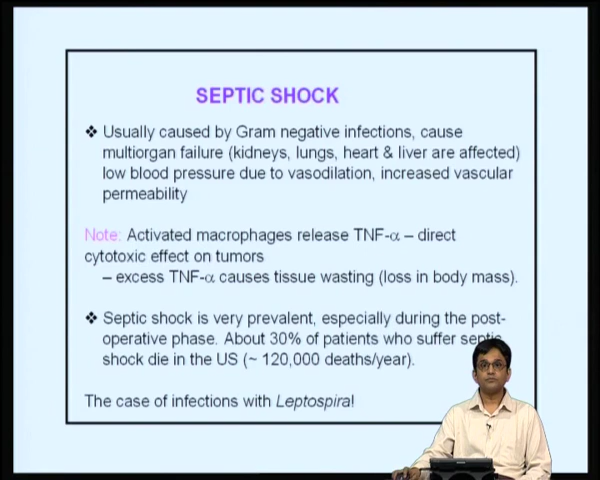 SEPTIC SHOCK
❖ Usually caused by Gram negative infections, cause
multiorgan failure (kidneys, lungs, heart & liver are affected)
low blood pressure due to vasodilation, increased vascular
permeability
Note: Activated macrophages release TNF-α – direct
cytotoxic effect on tumors
– excess TNF-α causes tissue wasting (loss in body mass).
❖ Septic shock is very prevalent, especially during the post-
operative phase. About 30% of patients who suffer septic
shock die in the US (~ 120,000 deaths/year).
The case of infections with Leptospira!